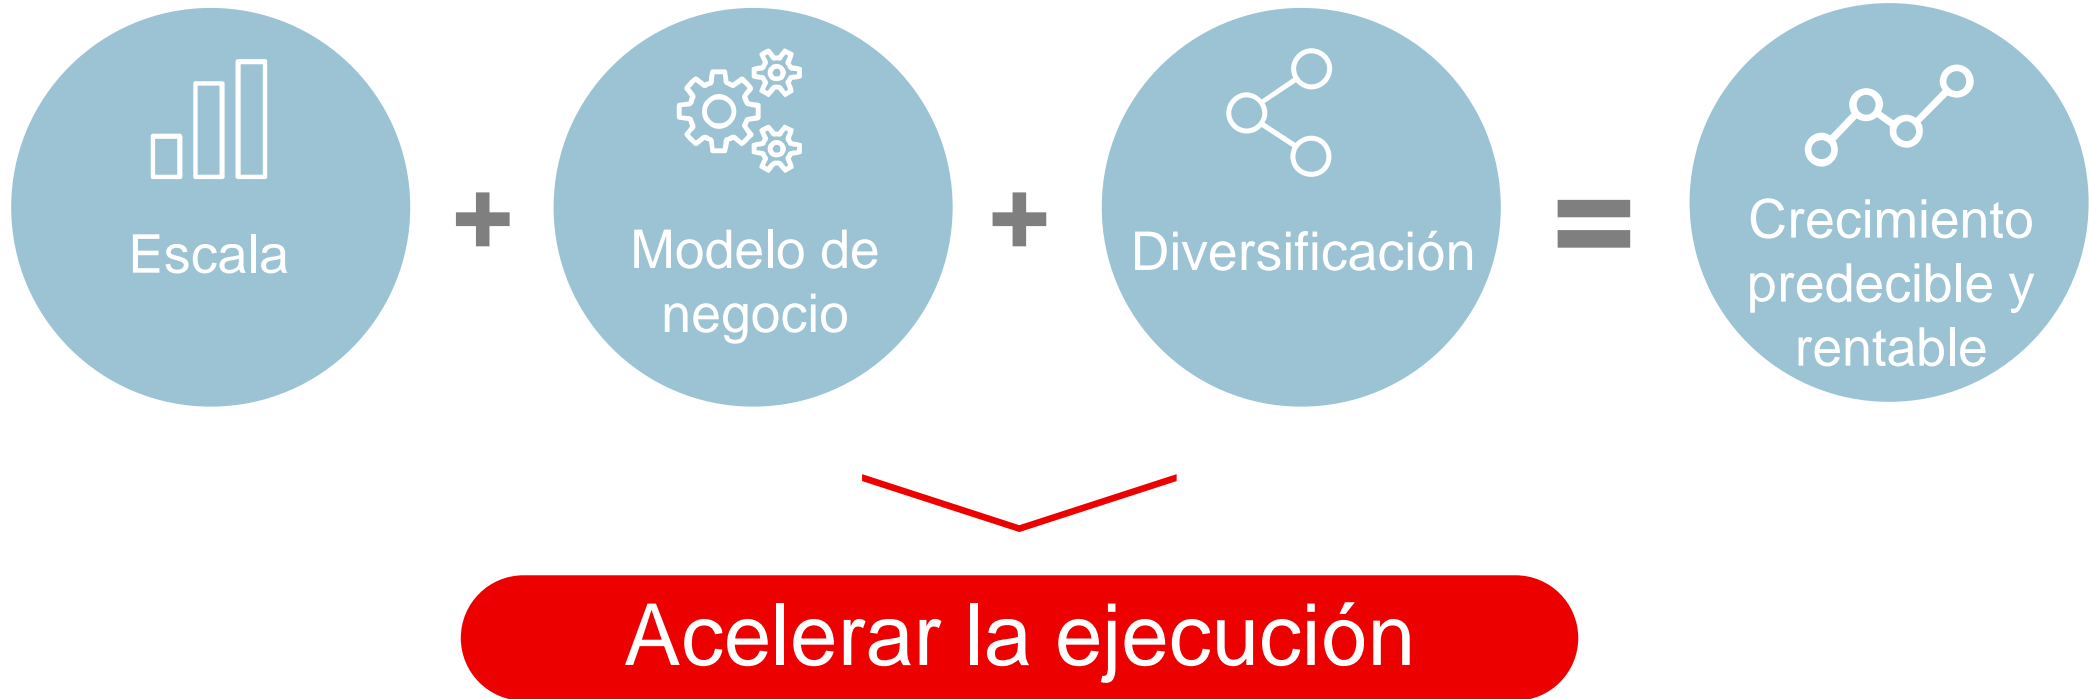 Escala
+
Modelo de
negocio
+
Diversificación
=
Crecimiento
predecible y
rentable
Acelerar la ejecución